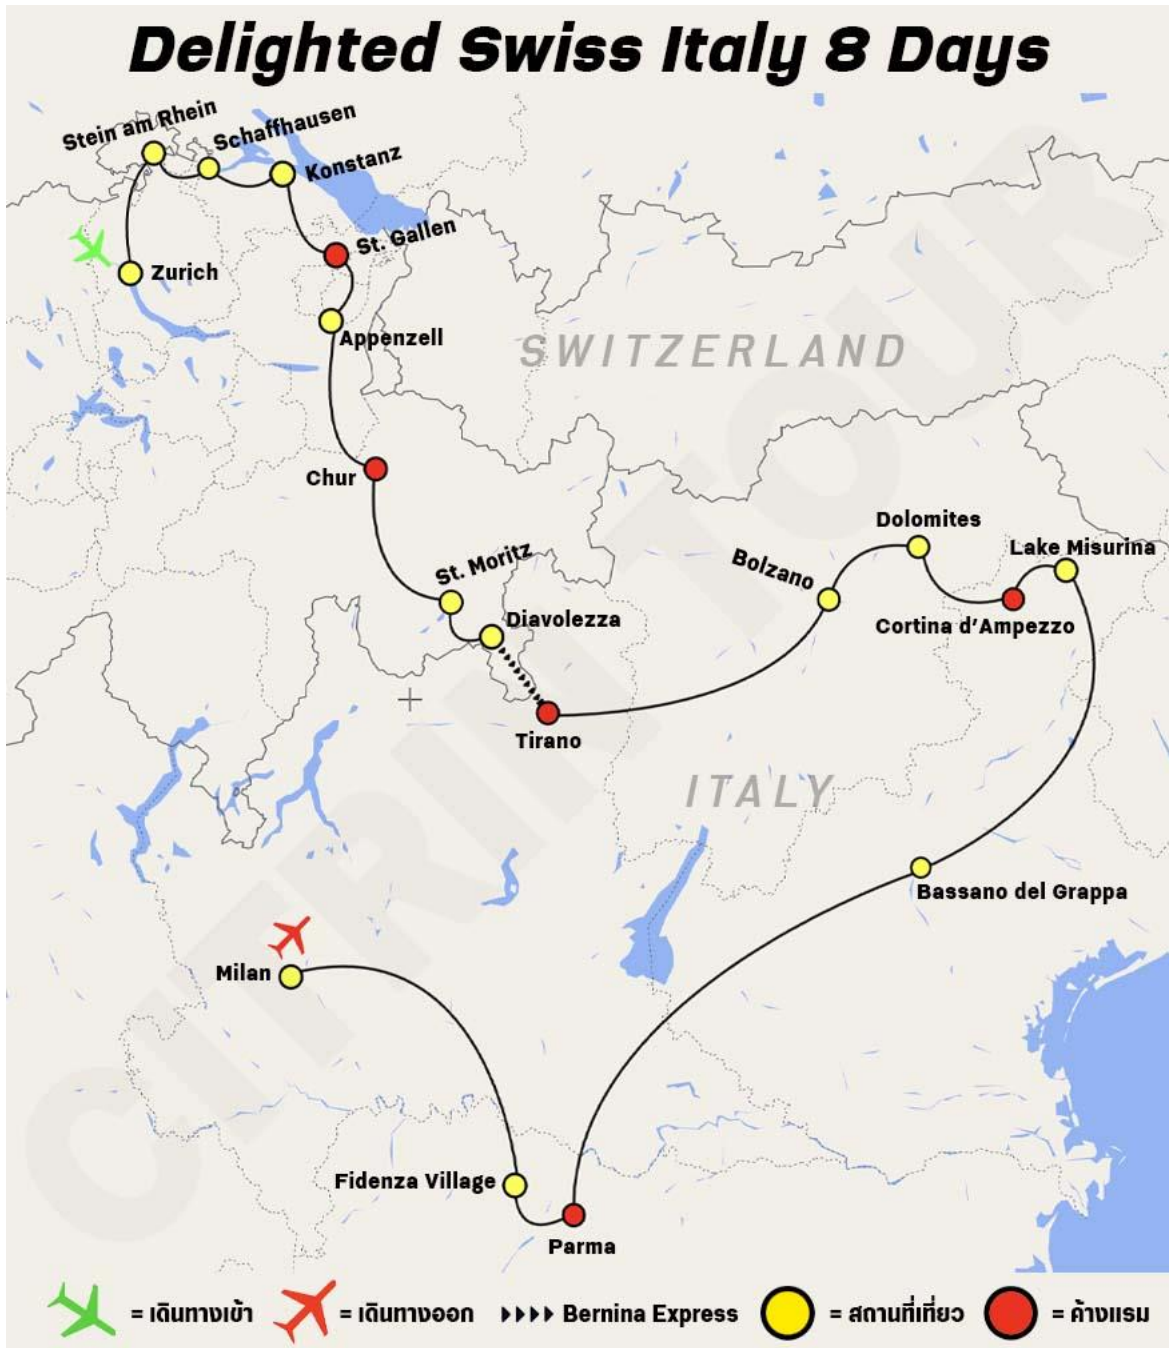 Delighted Swiss Italy 8 Days
Stein am Rhein
Schaffhausen
Konstanz
St. Gallen
Zurich
Appenzell
SWITZERLAND
Chur
St. Moritz
Diavolezza
Tirano
Bolzano
Dolomites
Lake Misurina
Cortina d'Ampezzo
ITALY
Bassano del Grappa
Milan
Fidenza Village
Parma
CITRIN TOUR
= เดินทางเข้า
= เดินทางออก
Bernina Express
= สถานที่เที่ยว
= ค้างแรม